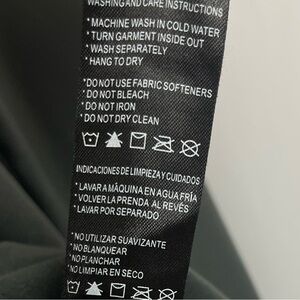 WASHING AND CARE INSTRUCTIONS
*MACHINE WASH IN COLD WATER
*TURN GARMENT INSIDE OUT
*WASH SEPARATELY
*HANG TO DRY
*DO NOT USE FABRIC SOFTENERS
*DO NOT BLEACH
*DO NOT IRON
*DO NOT DRY CLEAN
INDICACIONES DE LIMPIEZA Y CUIDADOS
*LAVAR A MÁQUINA EN AGUA FRÍA
*VOLVER LA PRENDA AL REVÉS
*LAVAR POR SEPARADO
*NO UTILIZAR SUAVIZANTE
*NO BLANQUEAR
*NO PLANCHAR
*NO LIMPIAR EN SECO